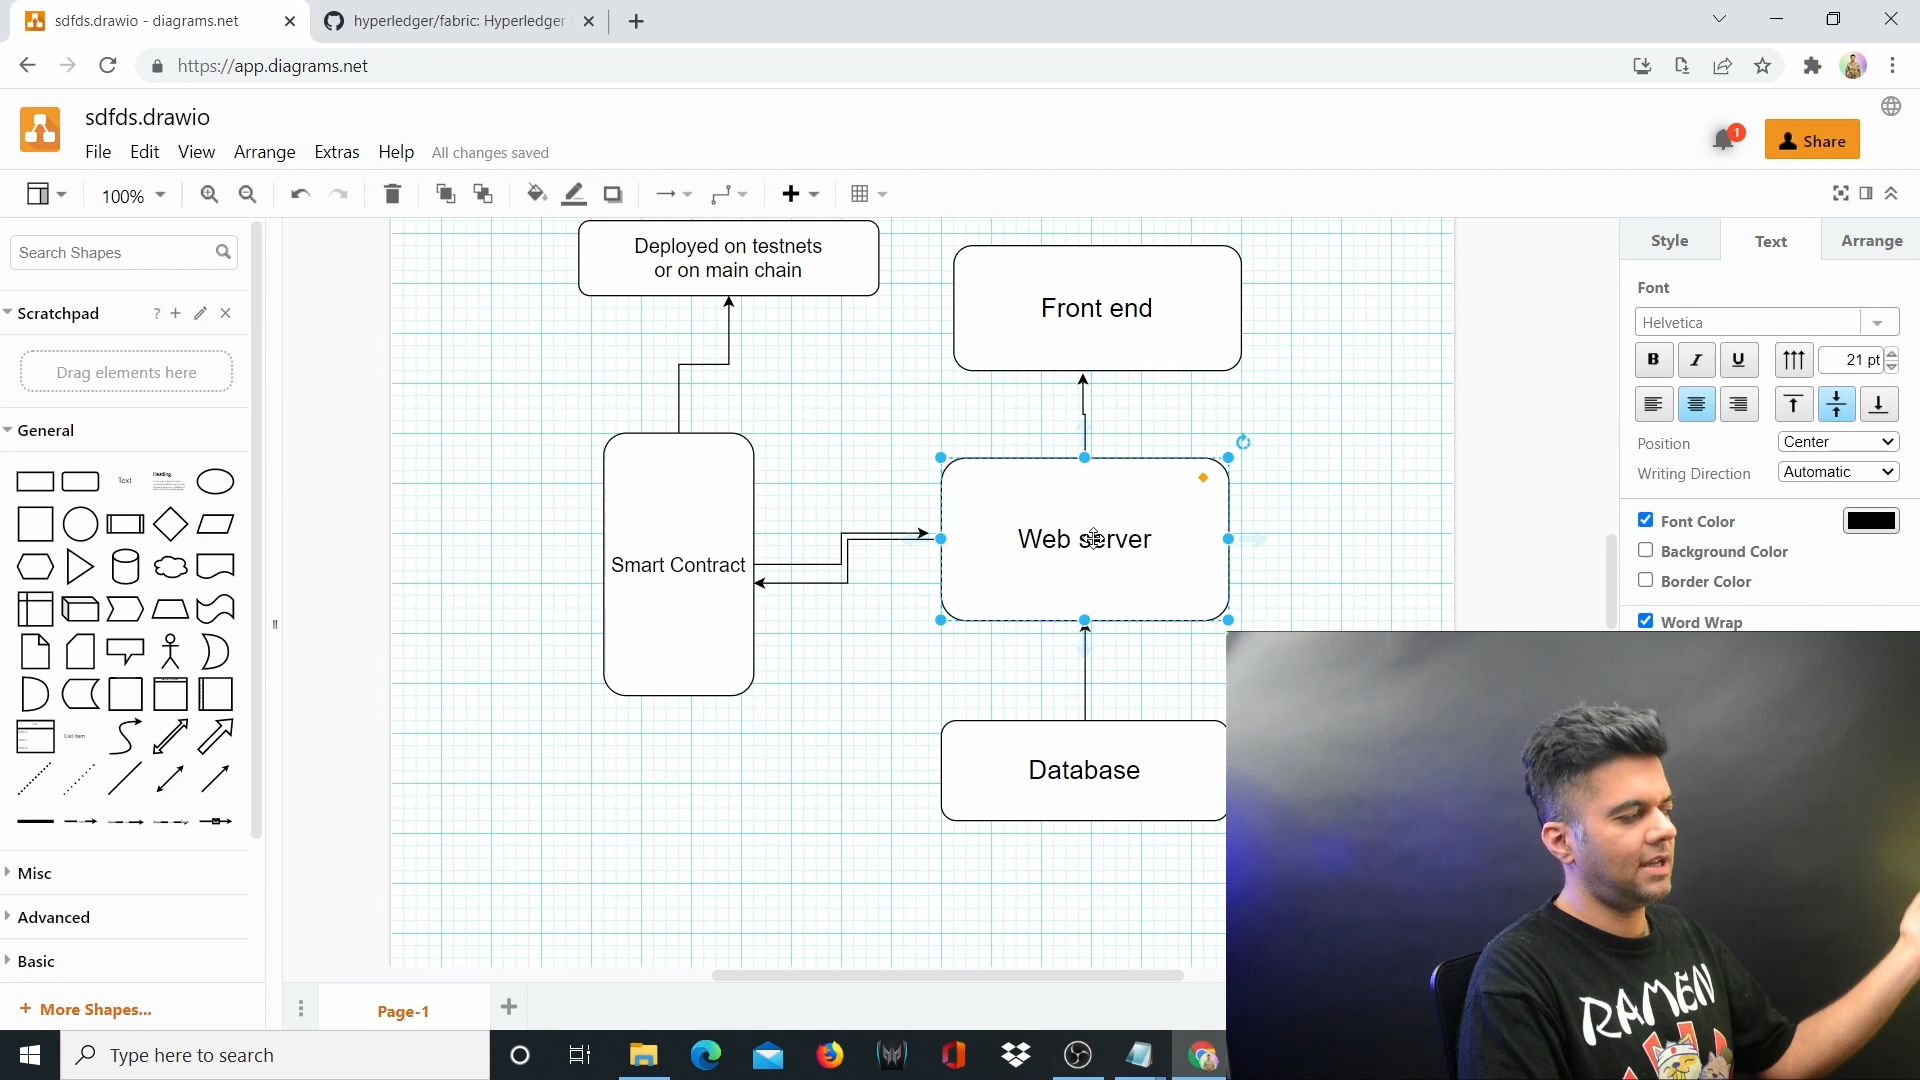 sdfds.drawio - diagrams.net
hyperledger/fabric: Hyperledger
https://app.diagrams.net
sdfds.drawio
File Edit View Arrange Extras Help All changes saved
1
Share
100%
Search Shapes
Scratchpad
?
Drag elements here
General
Text
Heading
List Item
Misc
Advanced
Basic
+ More Shapes...
Deployed on testnets
or on main chain
Front end
Smart Contract
Web server
Database
Page-1
Style Text Arrange
Font
Helvetica
B I U 21 pt
Position Center
Writing Direction Automatic
Font Color
Background Color
Border Color
Word Wrap
RAMEN
Type here to search